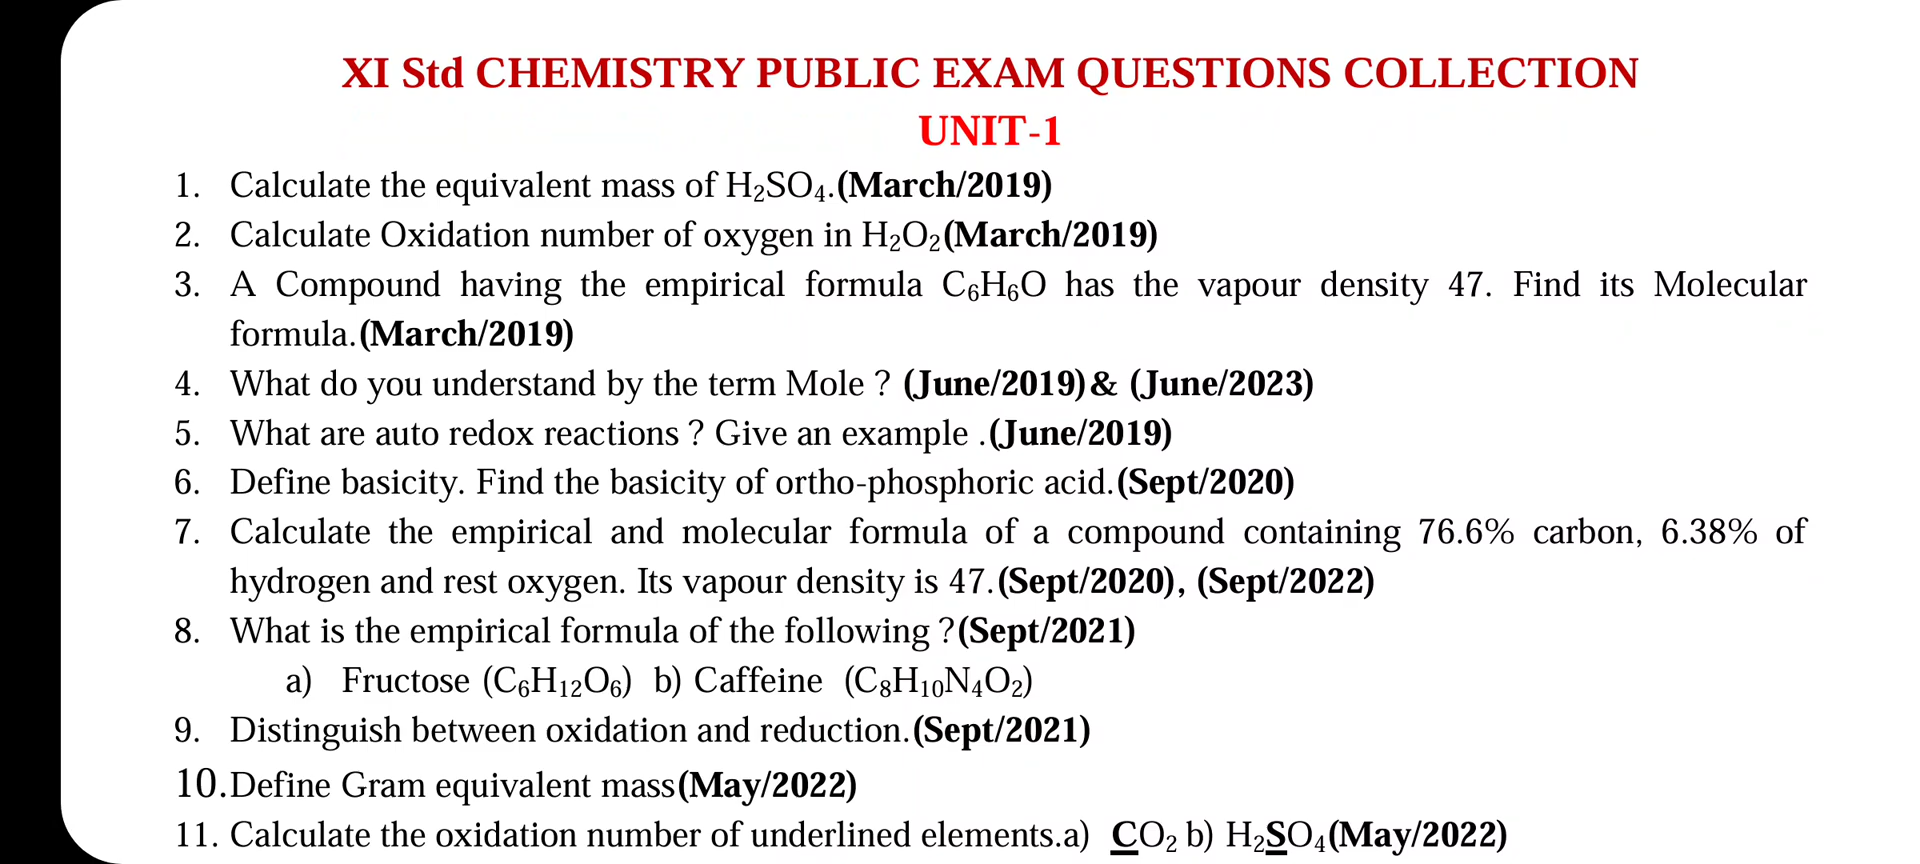 XI Std CHEMISTRY PUBLIC EXAM QUESTIONS COLLECTION
UNIT-1
1. Calculate the equivalent mass of H₂SO₄.(March/2019)
2. Calculate Oxidation number of oxygen in H₂O₂(March/2019)
3. A Compound having the empirical formula C₆H₆O has the vapour density 47. Find its Molecular
formula.(March/2019)
4. What do you understand by the term Mole ? (June/2019)& (June/2023)
5. What are auto redox reactions ? Give an example .(June/2019)
6. Define basicity. Find the basicity of ortho-phosphoric acid.(Sept/2020)
7. Calculate the empirical and molecular formula of a compound containing 76.6% carbon, 6.38% of
hydrogen and rest oxygen. Its vapour density is 47.(Sept/2020), (Sept/2022)
8. What is the empirical formula of the following ?(Sept/2021)
a) Fructose (C₆H₁₂O₆) b) Caffeine (C₈H₁₀N₄O₂)
9. Distinguish between oxidation and reduction.(Sept/2021)
10.Define Gram equivalent mass(May/2022)
11. Calculate the oxidation number of underlined elements.a) CO₂ b) H₂SO₄(May/2022)